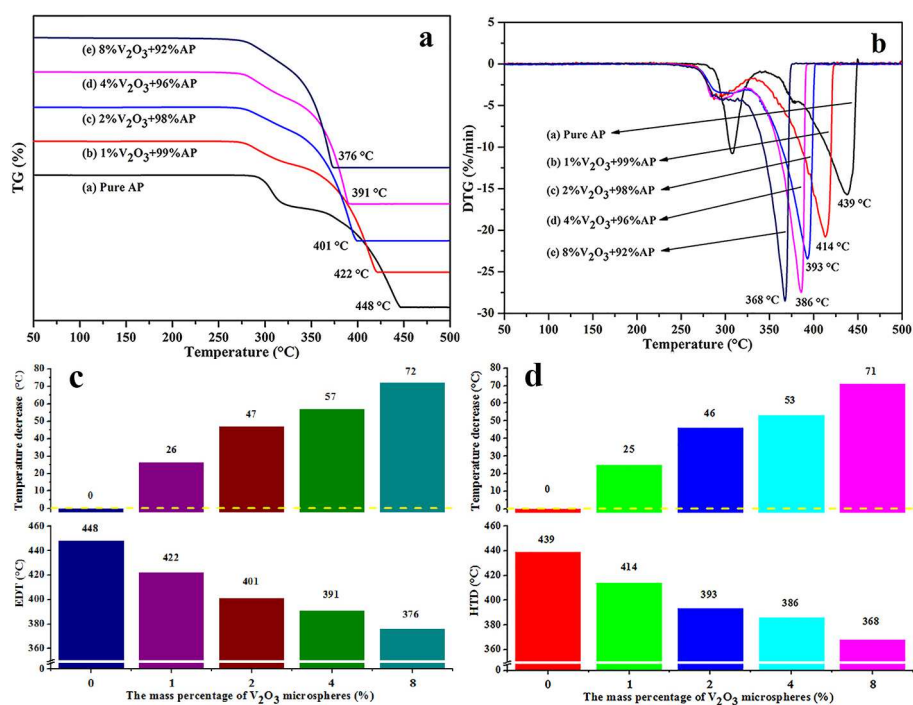 a
(e) 8%V2O3+92%AP
(d) 4%V2O3+96%AP
(c) 2%V2O3+98%AP
(b) 1%V2O3+99%AP
(a) Pure AP
376 °C
391 °C
401 °C
422 °C
448 °C
TG (%)
50 100 150 200 250 300 350 400 450 500
Temperature (°C)
b
5
0
-5
-10
-15
-20
-25
-30
DTG (%/min)
(a) Pure AP
(b) 1%V2O3+99%AP
(c) 2%V2O3+98%AP
(d) 4%V2O3+96%AP
(e) 8%V2O3+92%AP
439 °C
414 °C
393 °C
386 °C
368 °C
50 100 150 200 250 300 350 400 450 500
Temperature (°C)
c
Temperature decrease (°C)
80
70
60
50
40
30
20
10
0
0 26 47 57 72
EDT (°C)
460
440
420
400
380
360
0
448 422 401 391 376
0 1 2 4 8
The mass percentage of V2O3 microspheres (%)
d
Temperature decrease (°C)
80
70
60
50
40
30
20
10
0
0 25 46 53 71
HTD (°C)
460
440
420
400
380
360
0
439 414 393 386 368
0 1 2 4 8
The mass percentage of V2O3 microspheres (%)